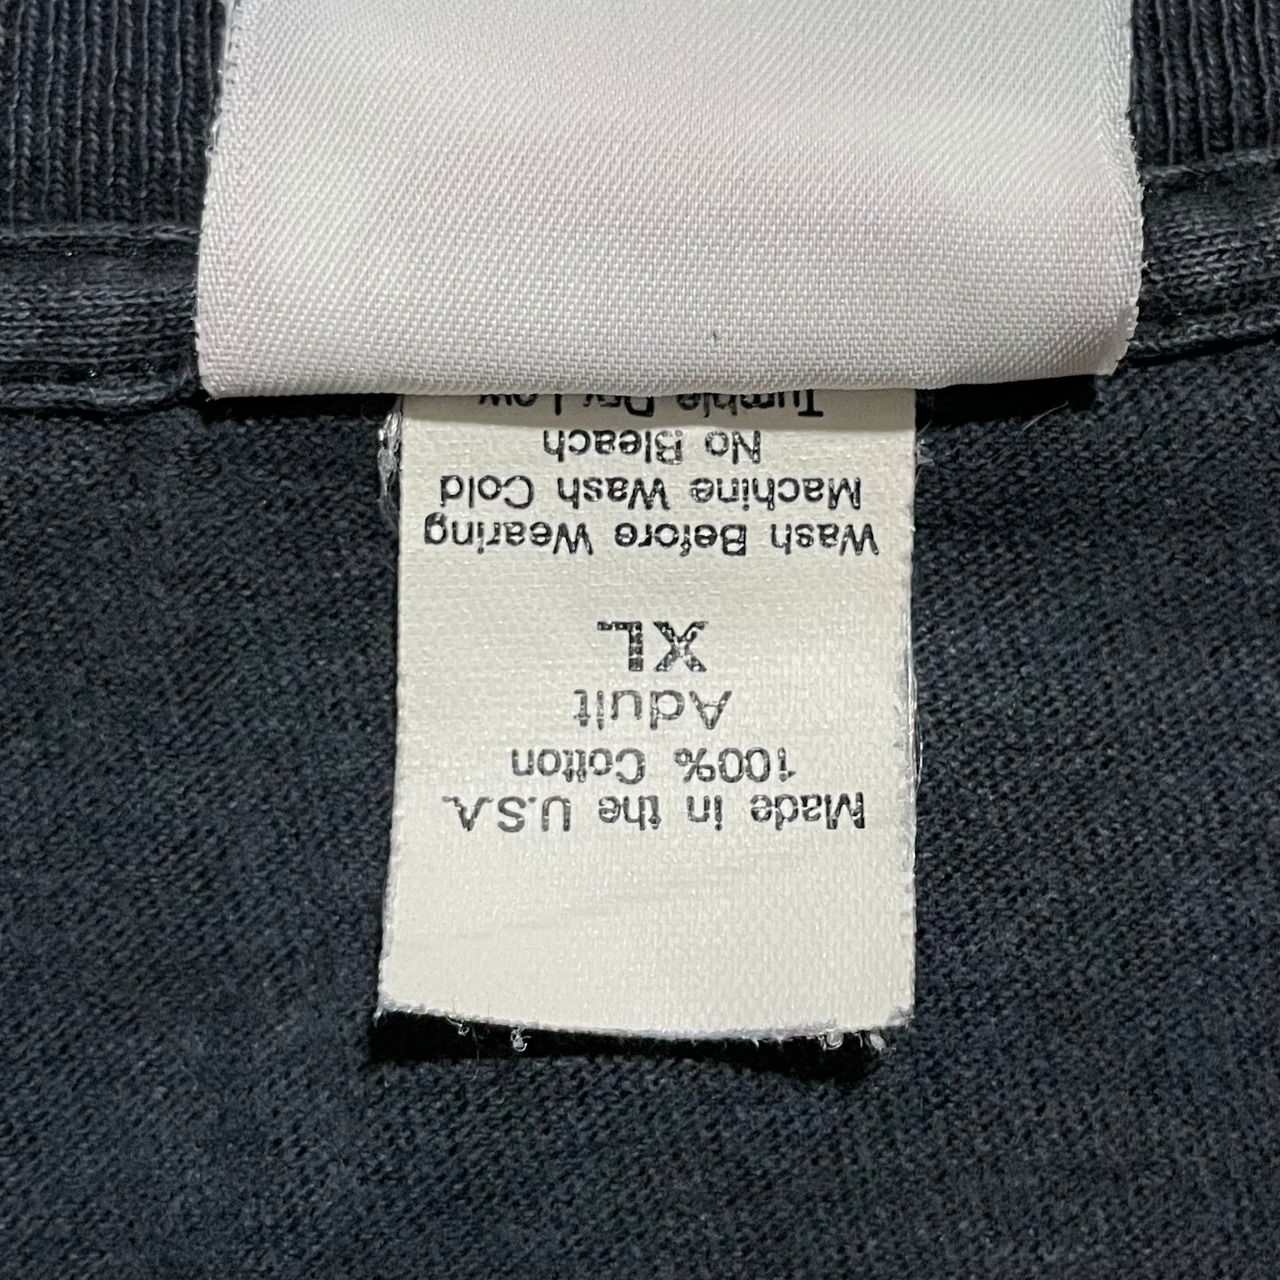 Made in the U.S.A.
100% Cotton
Adult
XL
Wash Before Wearing
Machine Wash Cold
No Bleach
Tumble Dry Low